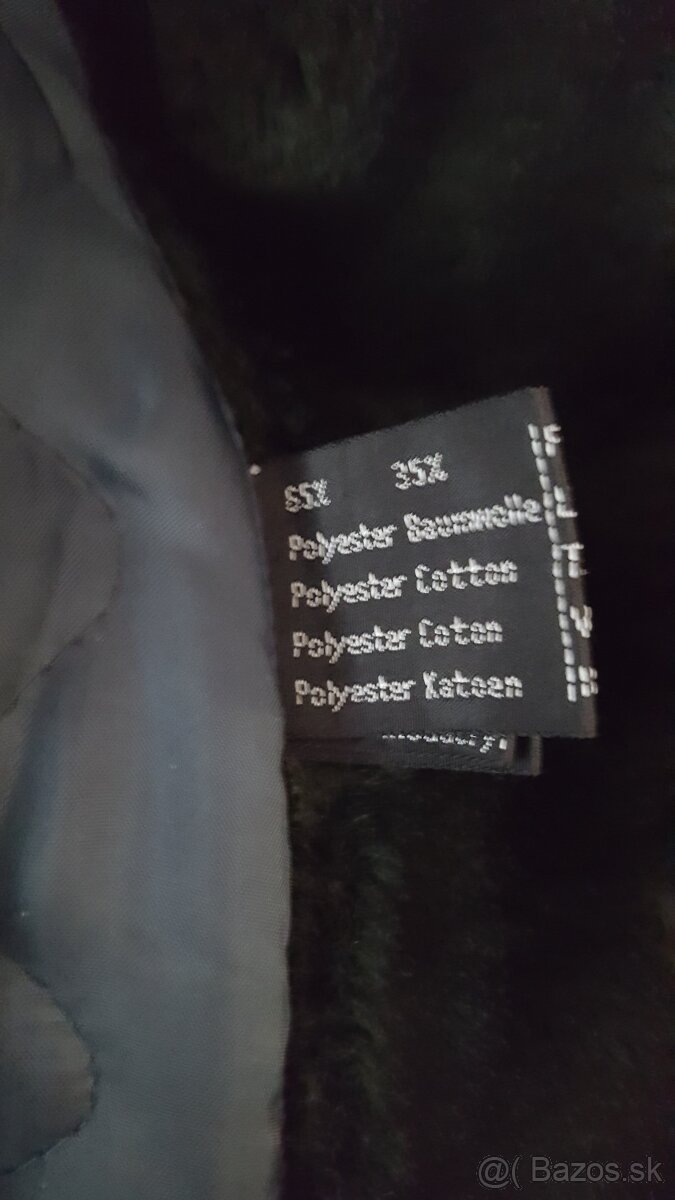 65% 35%
Polyester Baumwolle
Polyester Cotton
Polyester Coton
Polyester Katoen
@( Bazos.sk